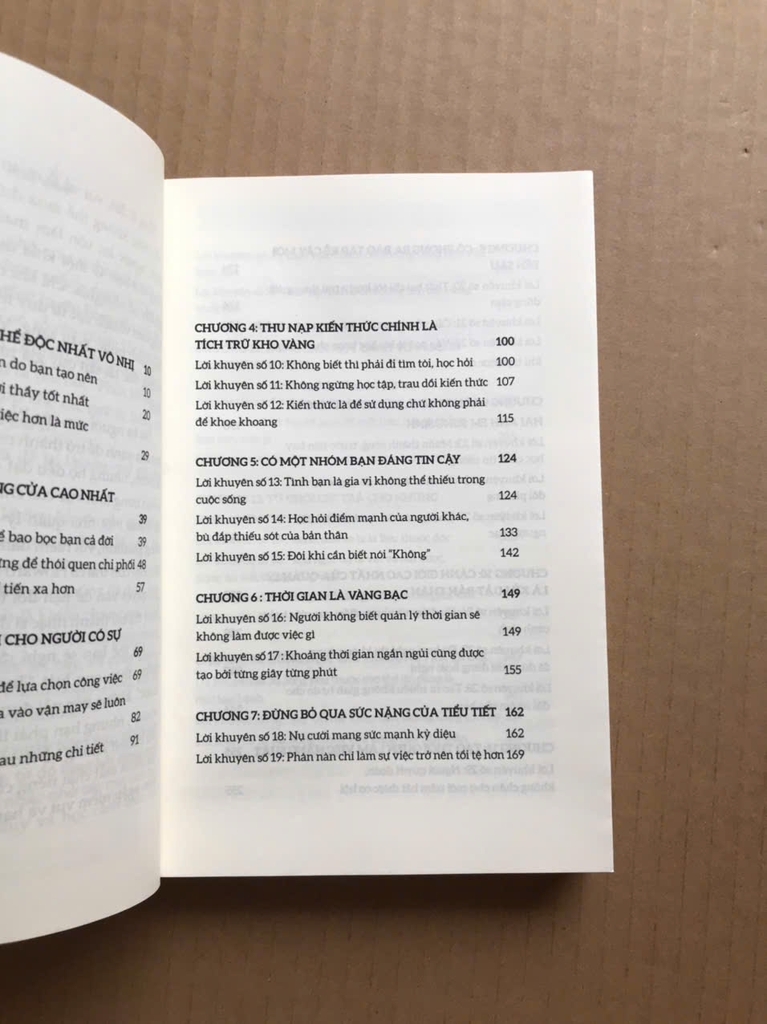 HỂ ĐỘC NHẤT VÔ NHỊ 10
do bạn tạo nên 10
thầy tốt nhất 20
iệc hơn là mức
29
CỬA CAO NHẤT
39
bao bọc bạn cả đời 39
để thói quen chi phối 48
tiến xa hơn 57
CHO NGƯỜI CÓ SỰ
69
để lựa chọn công việc 69
vào vận may sẽ luôn
82
au những chi tiết 91
CHƯƠNG 4: THU NẠP KIẾN THỨC CHÍNH LÀ
TÍCH TRỮ KHO VÀNG 100
Lời khuyên số 10: Không biết thì phải đi tìm tòi, học hỏi 100
Lời khuyên số 11: Không ngừng học tập, trau dồi kiến thức 107
Lời khuyên số 12: Kiến thức là để sử dụng chứ không phải
để khoe khoang 115
CHƯƠNG 5: CÓ MỘT NHÓM BẠN ĐÁNG TIN CẬY 124
Lời khuyên số 13: Tình bạn là gia vị không thể thiếu trong
cuộc sống 124
Lời khuyên số 14: Học hỏi điểm mạnh của người khác,
bù đắp thiếu sót của bản thân 133
Lời khuyên số 15: Đôi khi cần biết nói "Không" 142
CHƯƠNG 6 : THỜI GIAN LÀ VÀNG BẠC 149
Lời khuyên số 16: Người không biết quản lý thời gian sẽ
không làm được việc gì 149
Lời khuyên số 17 : Khoảng thời gian ngắn ngủi cũng được
tạo bởi từng giây từng phút 155
CHƯƠNG 7: ĐỪNG BỎ QUA SỨC NẶNG CỦA TIỂU TIẾT 162
Lời khuyên số 18: Nụ cười mang sức mạnh kỳ diệu 162
Lời khuyên số 19: Phàn nàn chỉ làm sự việc trở nên tồi tệ hơn 169